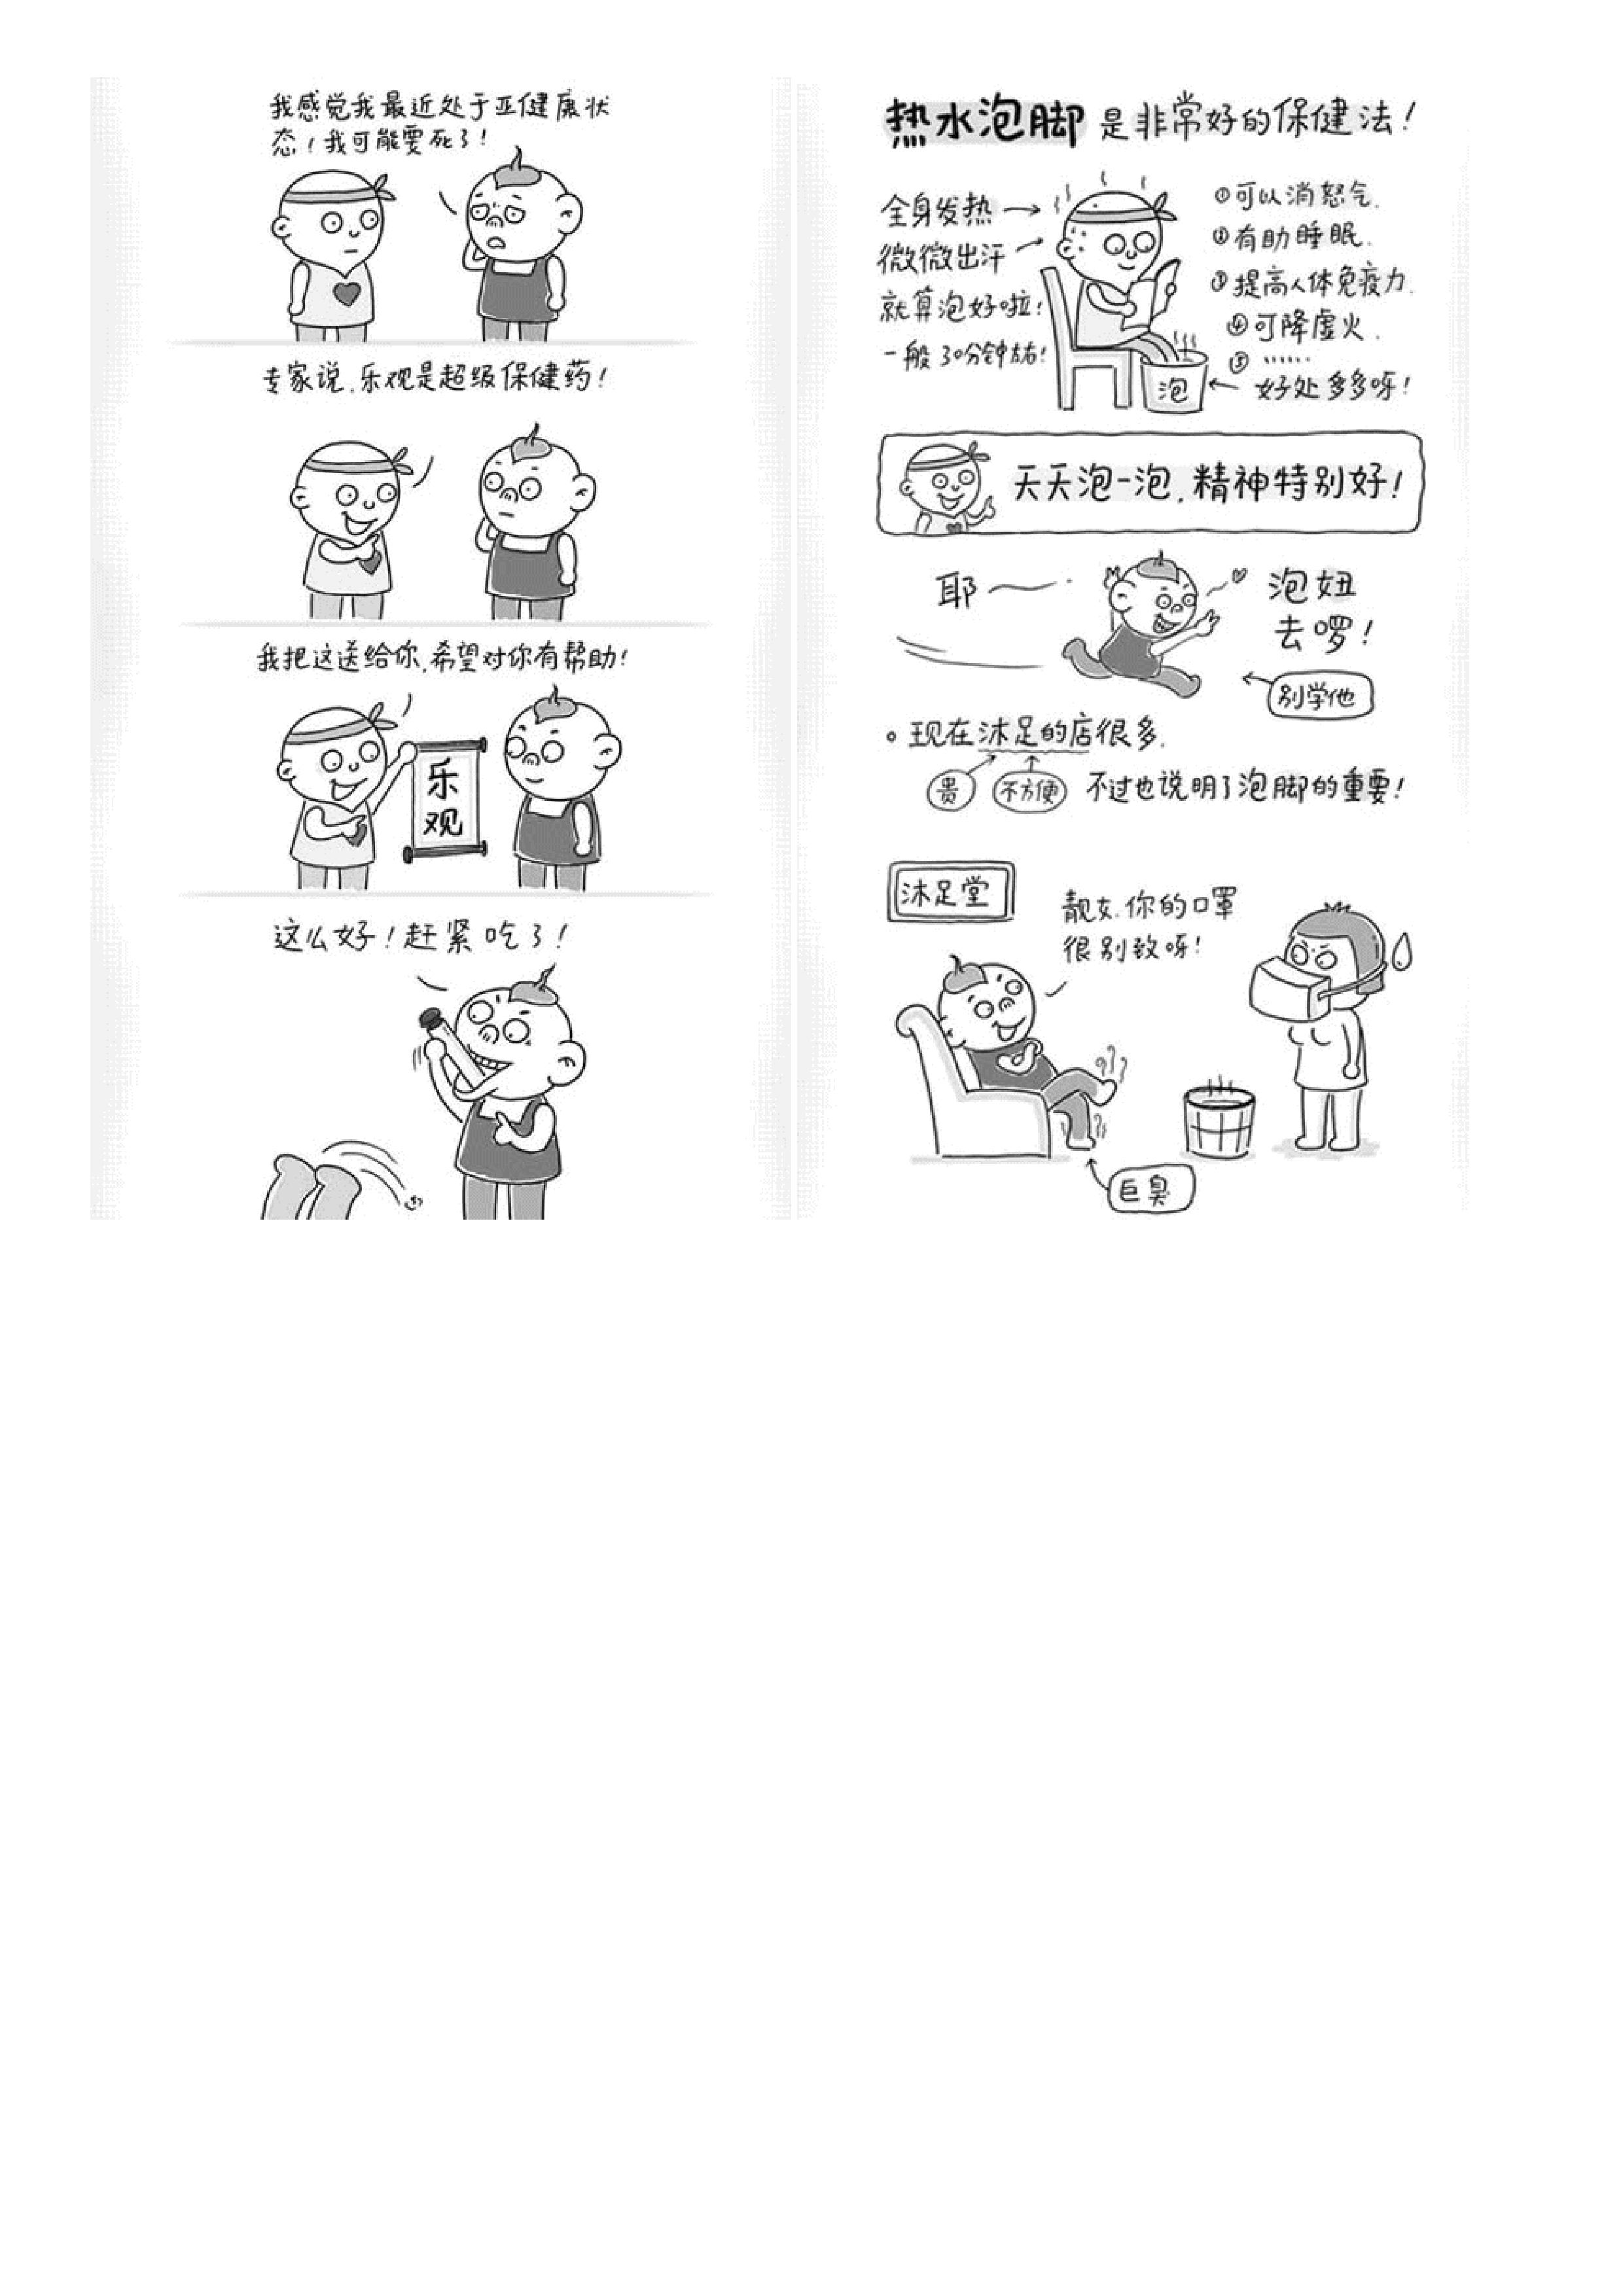 我感觉我最近处于亚健康状
态！我可能要死了！
专家说，乐观是超级保健药！
我把这送给你，希望对你有帮助！
乐
观
这么好！赶紧吃了！
热水泡脚是非常好的保健法！
全身发热
微微出汗
就算泡好啦！
一般30分钟左右！
①可以消怒气．
②有助睡眠．
③提高人体免疫力．
④可降虚火．
⑤……
好处多多呀！
泡
天天泡一泡，精神特别好！
耶
泡妞
去啰！
别学他
现在沐足的店很多．
贵
不方便
不过也说明了泡脚的重要！
沐足堂
靓女，你的口罩
很别致呀！
巨臭